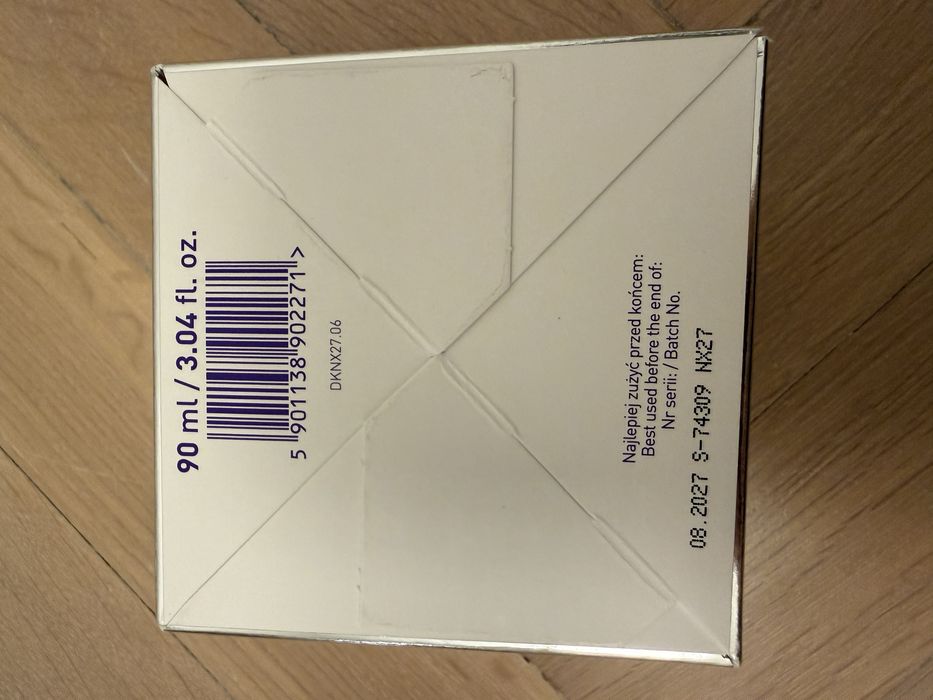 90 ml / 3.04 fl. oz.
5 901138 902271 >
DKNX27.06
Najlepiej zużyć przed końcem:
Best used before the end of:
Nr serii: / Batch No.
08.2027 S-74309 NX27